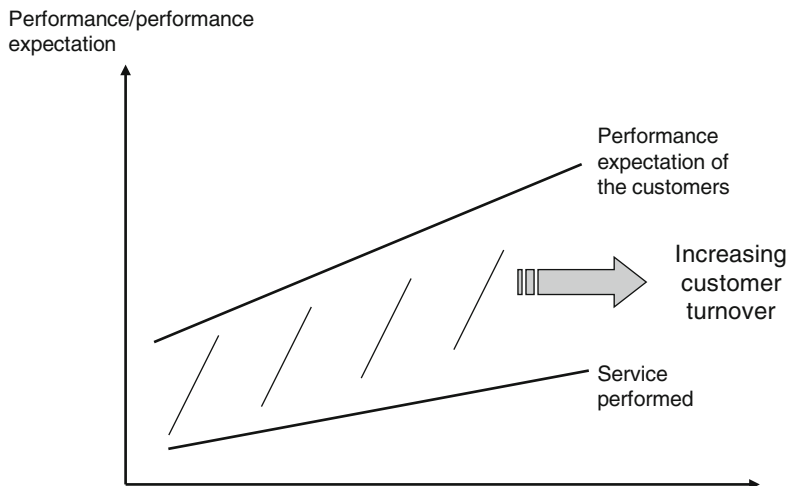 Performance/performance
expectation
Performance
expectation of
the customers
Increasing
customer
turnover
Service
performed